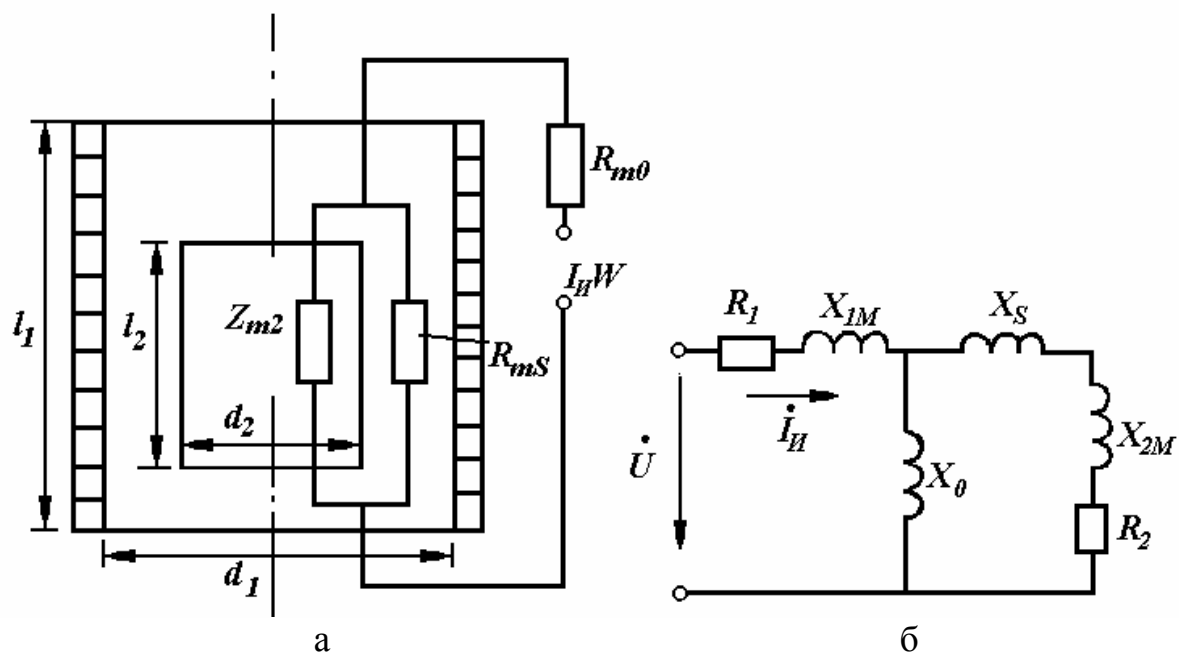 R_m0
I_И W
l_1
l_2
Z_m2
R_mS
d_2
d_1
R_1
X_1M
X_S
İ_И
U̇
X_0
X_2M
R_2
а
б